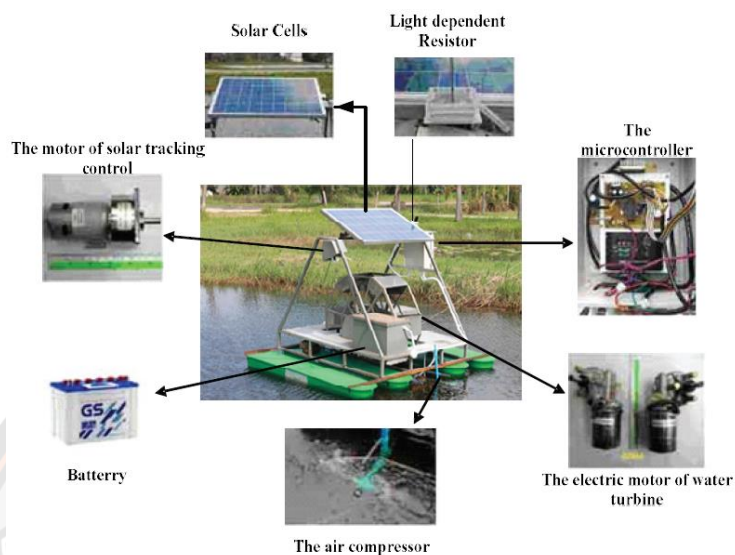 Solar Cells
Light dependent
Resistor
The motor of solar tracking
control
The
microcontroller
GS
Batterry
The electric motor of water
turbine
The air compressor